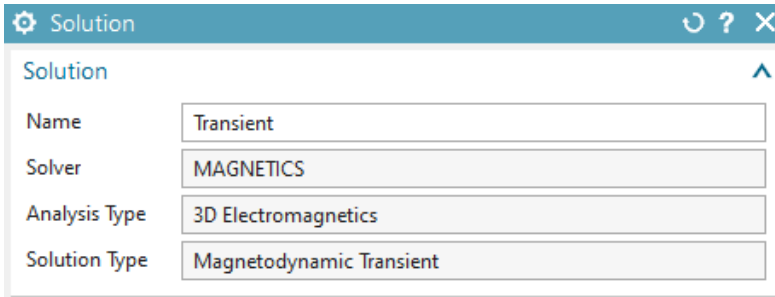 Solution
Solution
Name Transient
Solver MAGNETICS
Analysis Type 3D Electromagnetics
Solution Type Magnetodynamic Transient